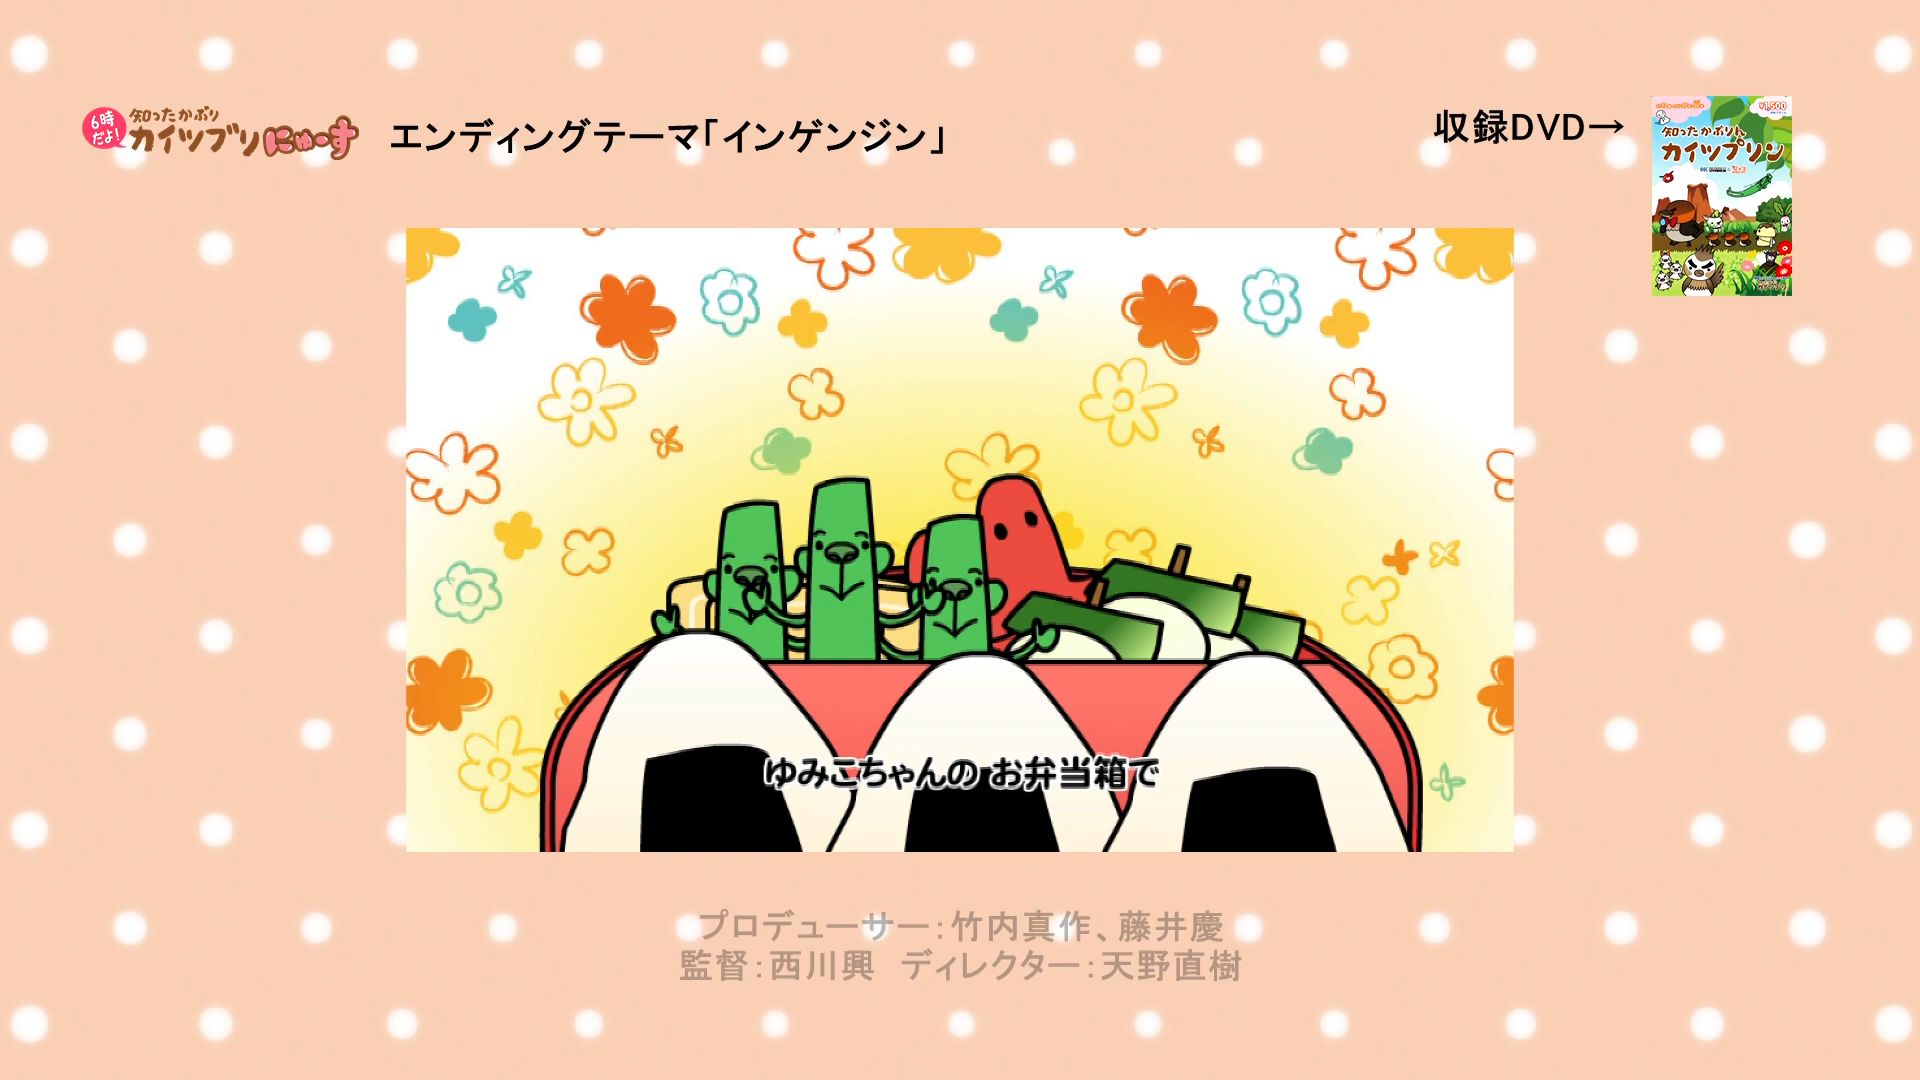 6時だよ!
知ったかぶり
カイツブリにゅーす
エンディングテーマ「インゲンジン」
収録DVD→
¥1,500
知ったかぶりん
カイツプリン
ゆみこちゃんの お弁当箱で
プロデューサー：竹内真作、藤井慶
監督：西川興　ディレクター：天野直樹